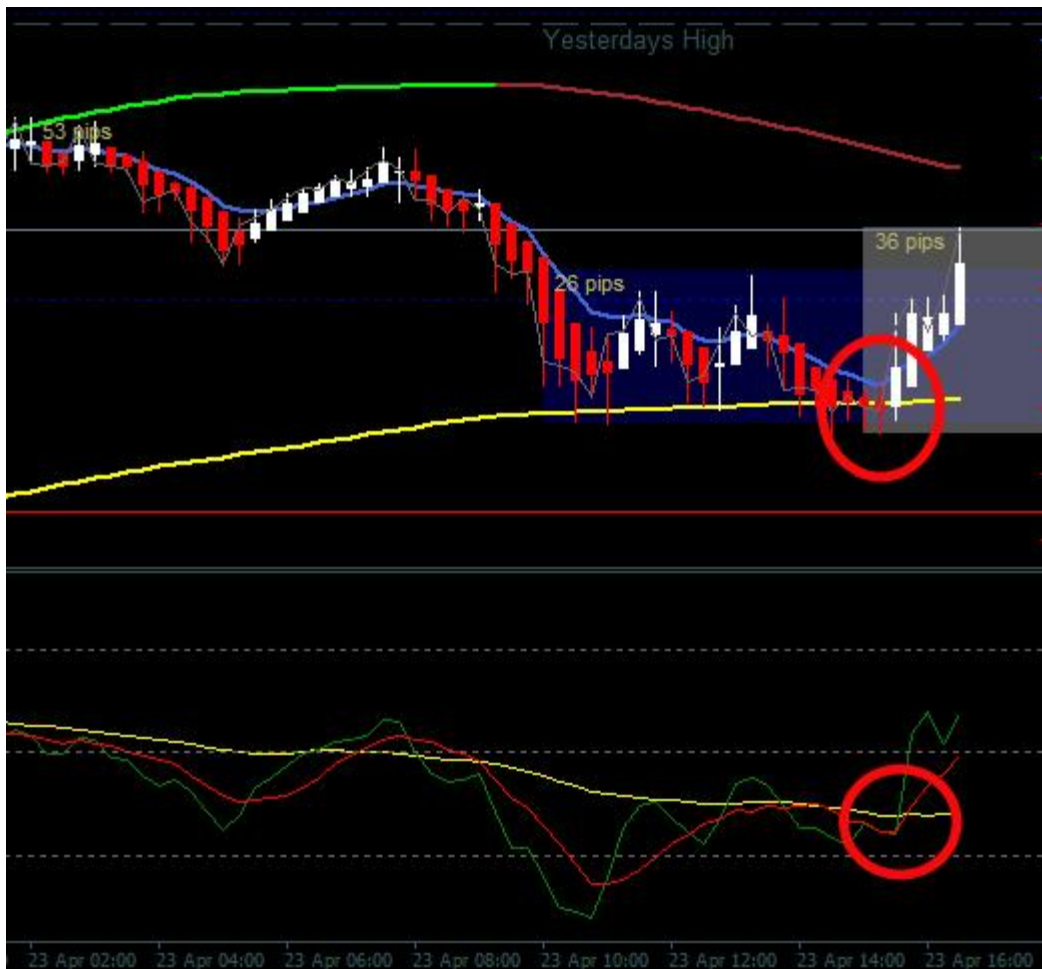 Yesterdays High
53 pips
36 pips
26 pips
23 Apr 02:00 23 Apr 04:00 23 Apr 06:00 23 Apr 08:00 23 Apr 10:00 23 Apr 12:00 23 Apr 14:00 23 Apr 16:00